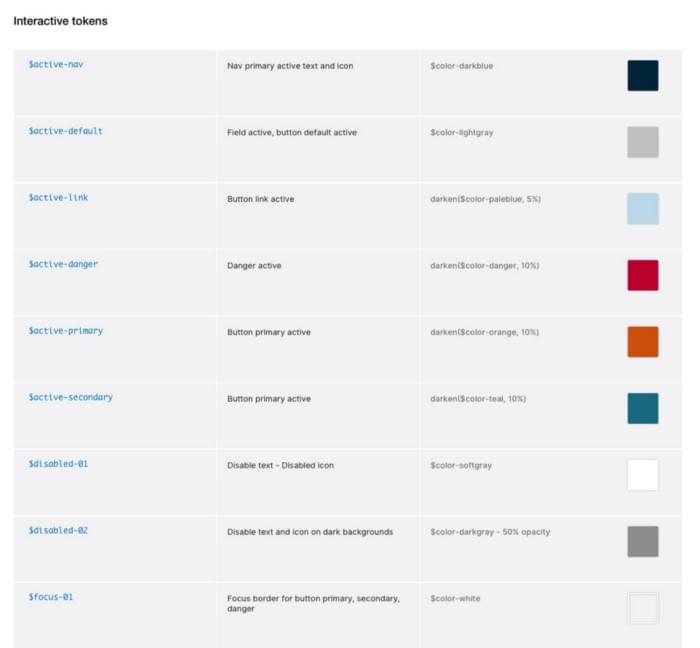 Interactive tokens
$active-nav Nav primary active text and icon $color-darkblue
$active-default Field active, button default active $color-lightgray
$active-link Button link active darken($color-paleblue, 5%)
$active-danger Danger active darken($color-danger, 10%)
$active-primary Button primary active darken($color-orange, 10%)
$active-secondary Button primary active darken($color-teal, 10%)
$disabled-01 Disable text - Disabled icon $color-softgray
$disabled-02 Disable text and icon on dark backgrounds $color-darkgray - 50% opacity
$focus-01 Focus border for button primary, secondary, $color-white
danger